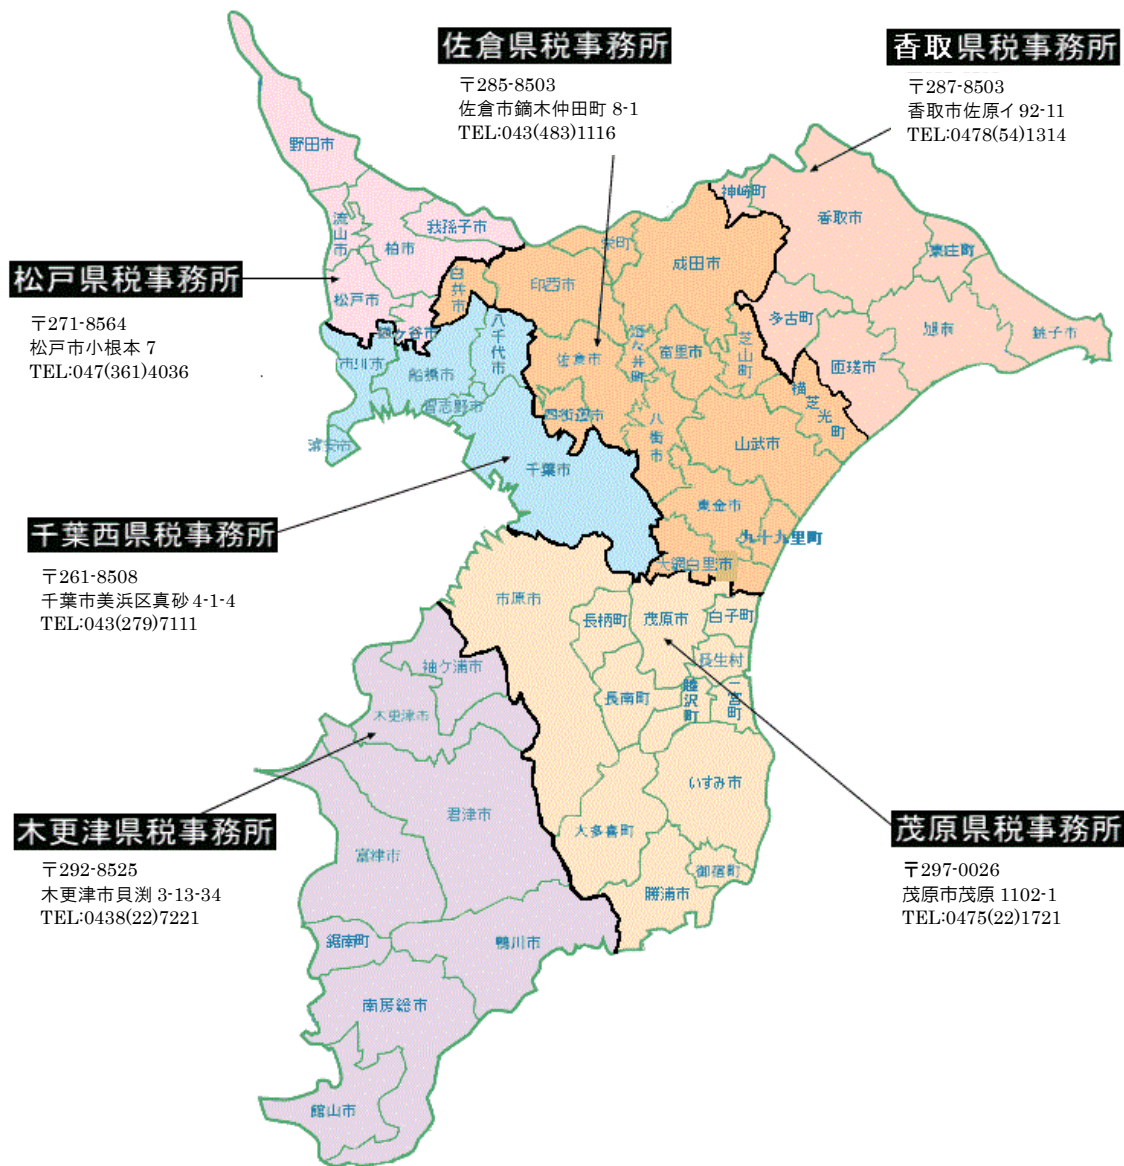 佐倉県税事務所
〒285-8503
佐倉市鏑木仲田町 8-1
TEL:043(483)1116
香取県税事務所
〒287-8503
香取市佐原イ 92-11
TEL:0478(54)1314
松戸県税事務所
〒271-8564
松戸市小根本 7
TEL:047(361)4036
千葉西県税事務所
〒261-8508
千葉市美浜区真砂 4-1-4
TEL:043(279)7111
木更津県税事務所
〒292-8525
木更津市貝渕 3-13-34
TEL:0438(22)7221
茂原県税事務所
〒297-0026
茂原市茂原 1102-1
TEL:0475(22)1721
野田市
流山市
柏市
我孫子市
松戸市
鎌ヶ谷市
白井市
印西市
栄町
成田市
神崎町
香取市
東庄町
多古町
旭市
銚子市
匝瑳市
横芝光町
芝山町
富里市
酒々井町
佐倉市
四街道市
八街市
山武市
東金市
九十九里町
大網白里市
八千代市
市川市
船橋市
習志野市
浦安市
千葉市
市原市
長柄町
茂原市
白子町
長生村
長南町
睦沢町
一宮町
いすみ市
大多喜町
御宿町
勝浦市
袖ケ浦市
木更津市
君津市
富津市
鋸南町
鴨川市
南房総市
館山市